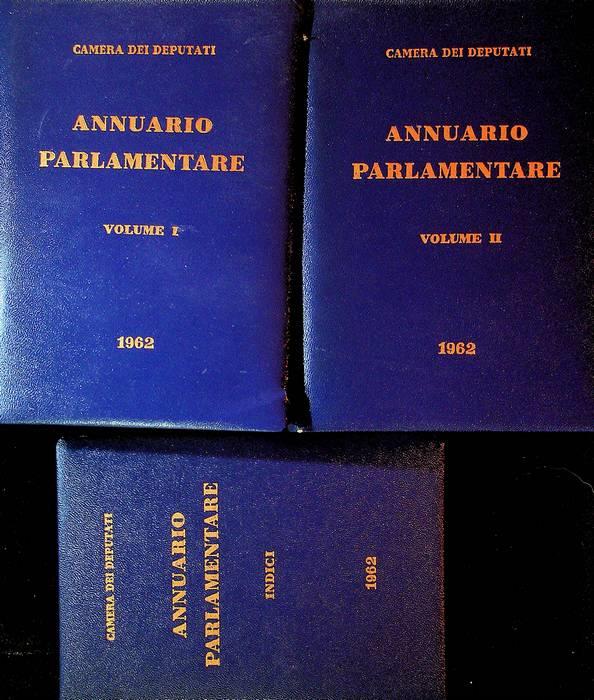 CAMERA DEI DEPUTATI
ANNUARIO
PARLAMENTARE
VOLUME I
1962
CAMERA DEI DEPUTATI
ANNUARIO
PARLAMENTARE
VOLUME II
1962
CAMERA DEI DEPUTATI
ANNUARIO
PARLAMENTARE
INDICI
1962